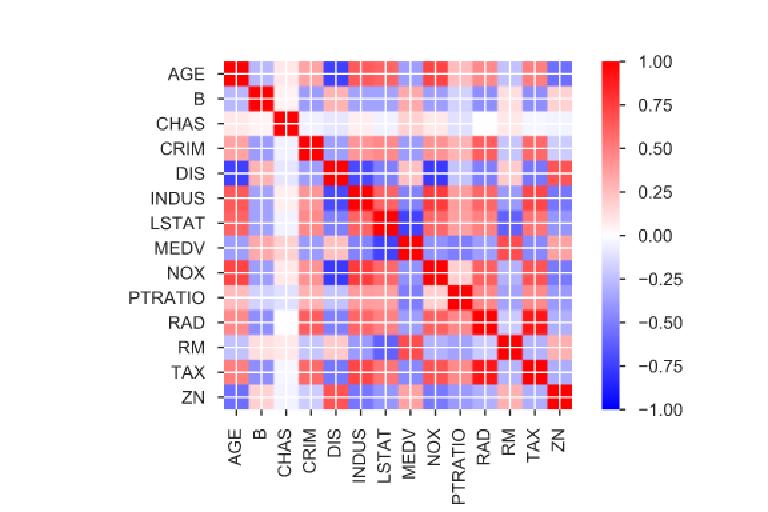 AGE
B
CHAS
CRIM
DIS
INDUS
LSTAT
MEDV
NOX
PTRATIO
RAD
RM
TAX
ZN
AGE
B
CHAS
CRIM
DIS
INDUS
LSTAT
MEDV
NOX
PTRATIO
RAD
RM
TAX
ZN
1.00
0.75
0.50
0.25
0.00
−0.25
−0.50
−0.75
−1.00